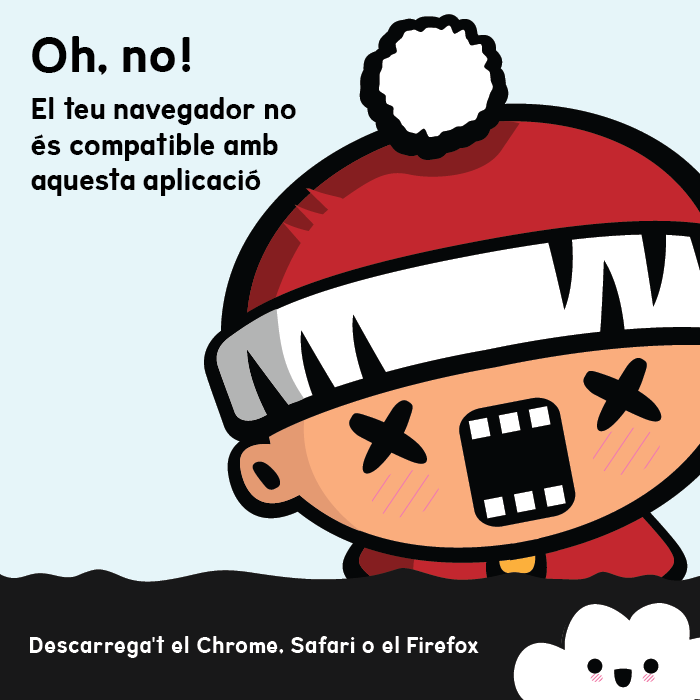 Oh, no!
El teu navegador no
és compatible amb
aquesta aplicació
Descarrega't el Chrome, Safari o el Firefox